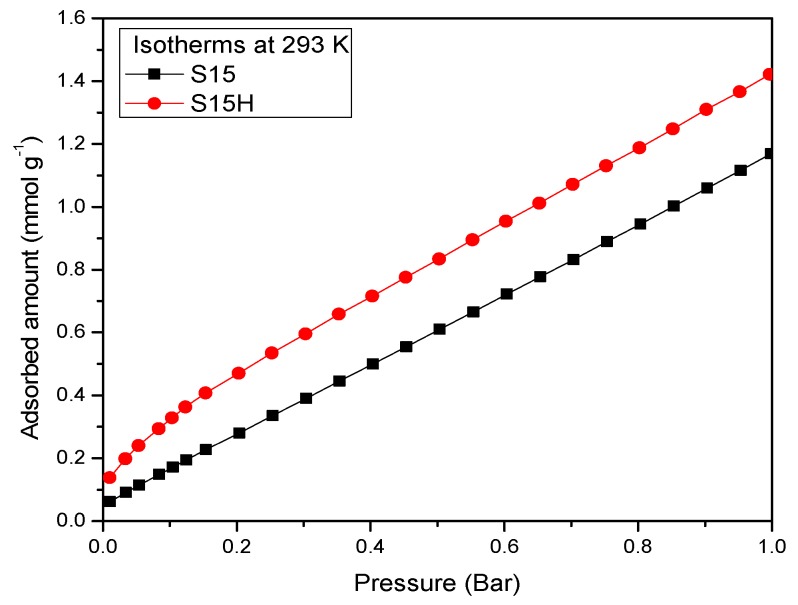 1.6
1.4
1.2
1.0
0.8
0.6
0.4
0.2
0.0
Adsorbed amount (mmol g⁻¹)
Isotherms at 293 K
S15
S15H
0.0 0.2 0.4 0.6 0.8 1.0
Pressure (Bar)